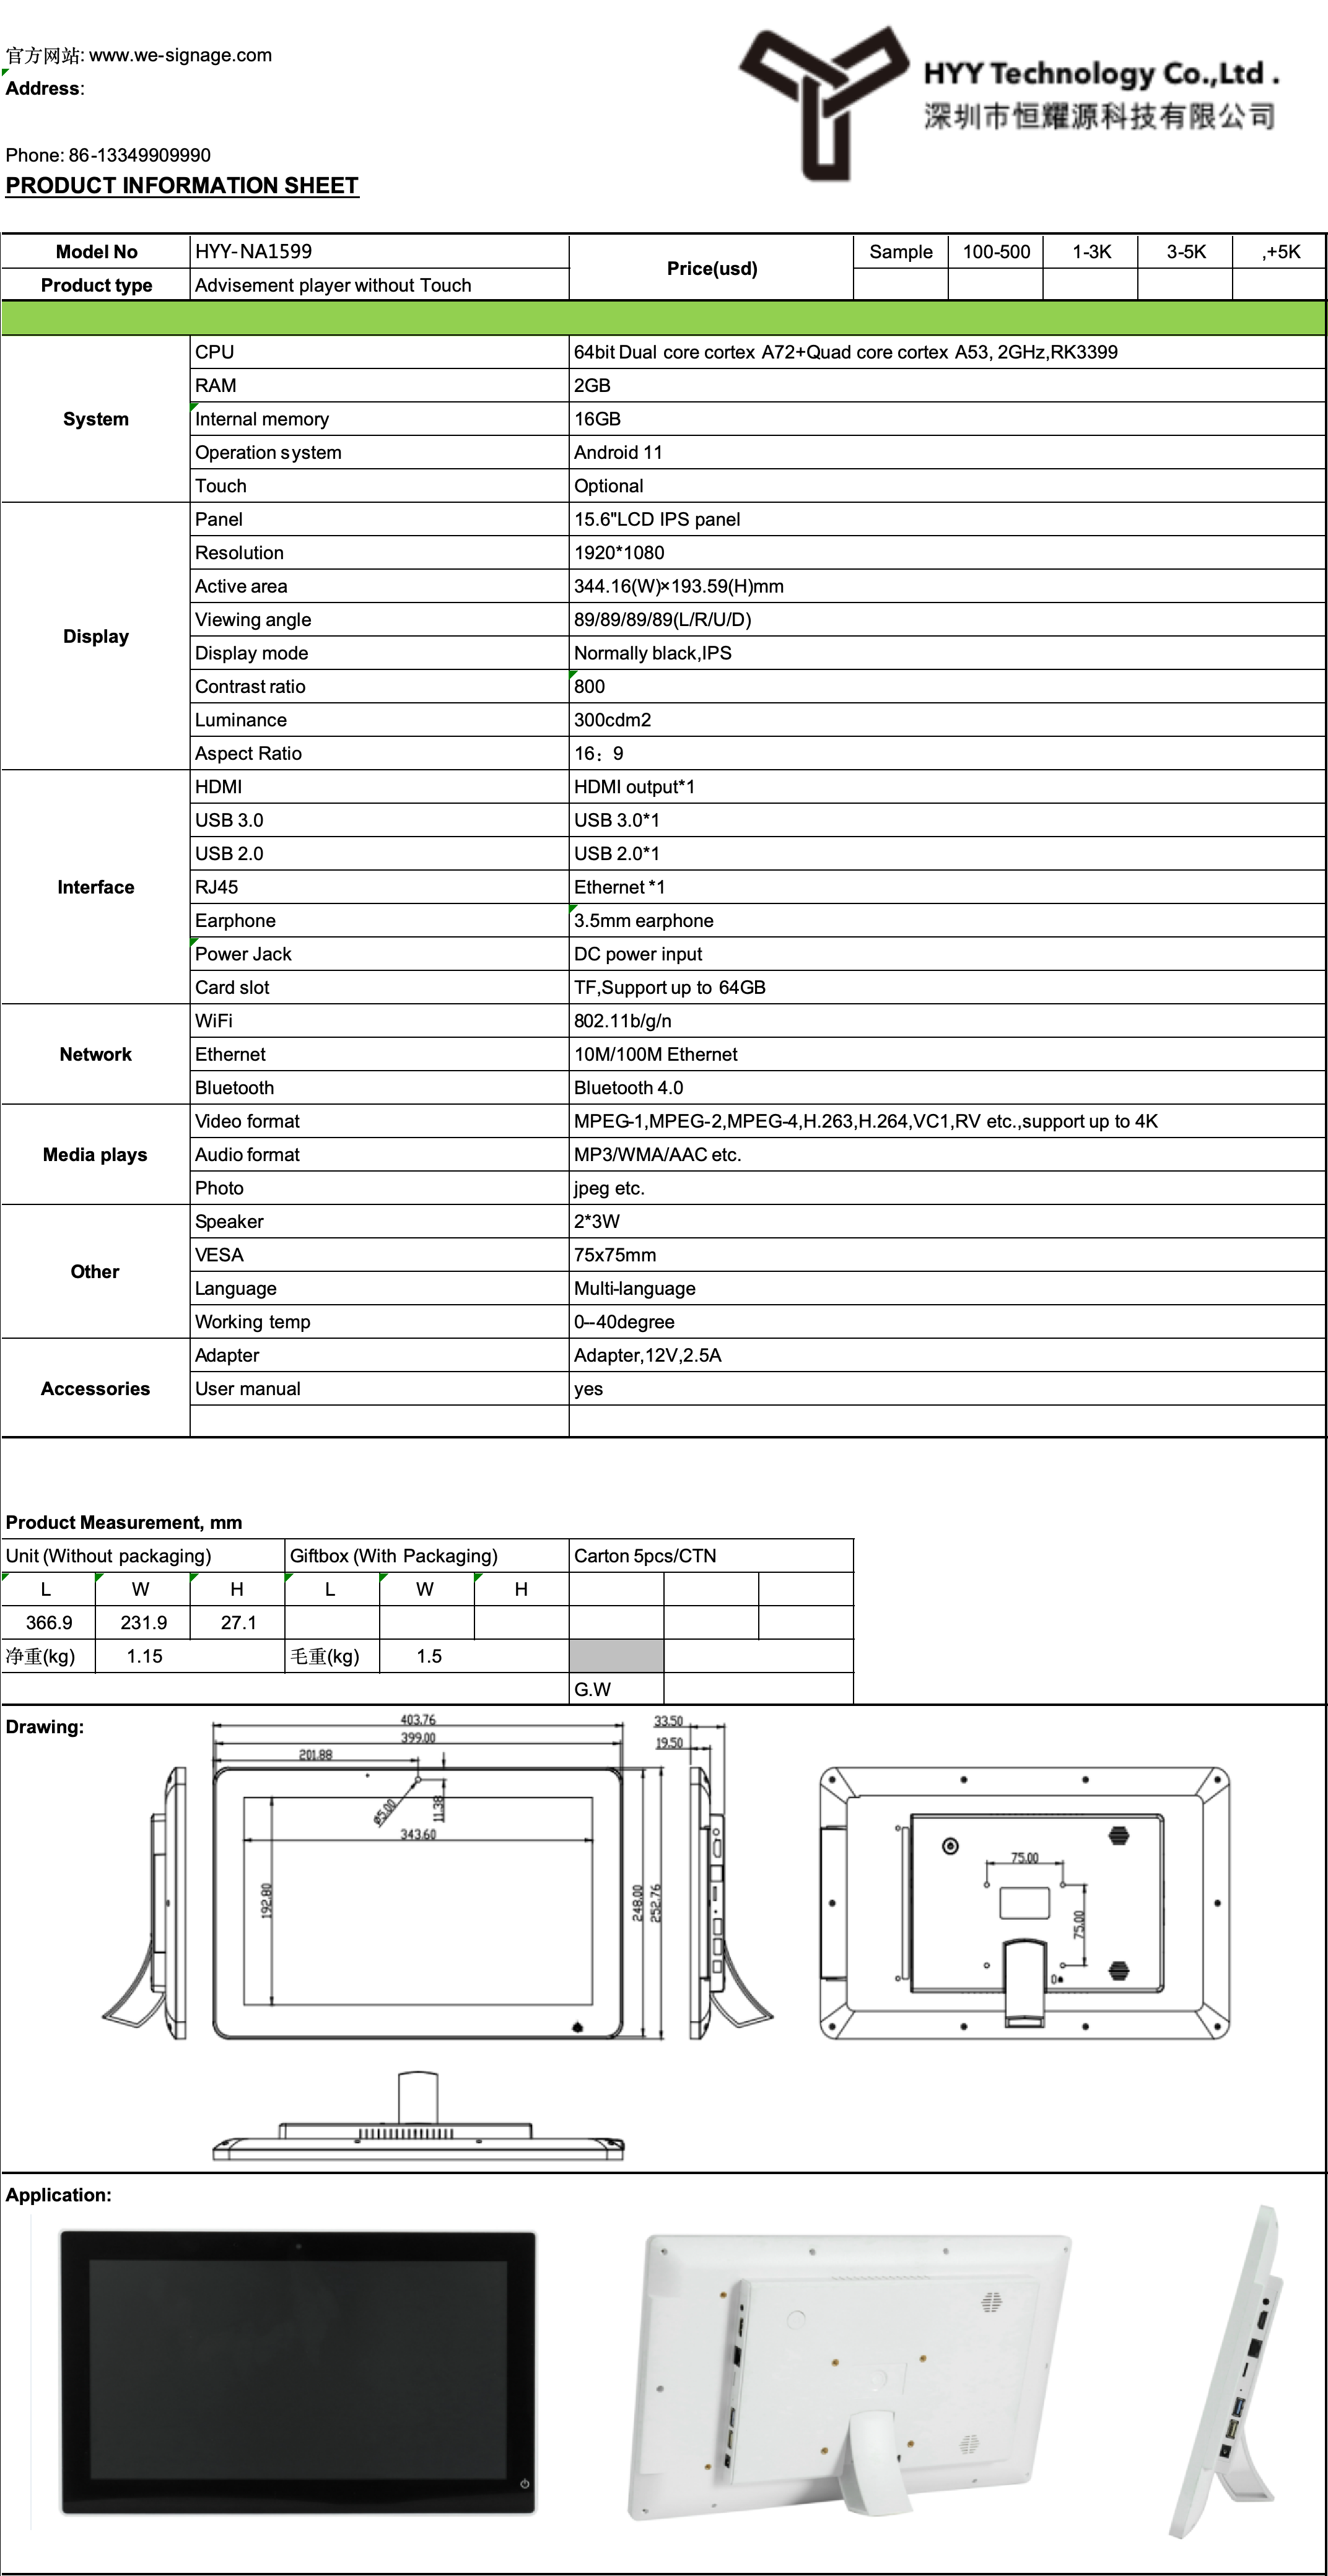 官方网站: www.we-signage.com
HYY Technology Co.,Ltd .
深圳市恒耀源科技有限公司
Address:
Phone: 86-13349909990
PRODUCT INFORMATION SHEET
Model No HYY-NA1599 Price(usd) Sample 100-500 1-3K 3-5K ,+5K
Product type Advisement player without Touch
System
CPU 64bit Dual core cortex A72+Quad core cortex A53, 2GHz,RK3399
RAM 2GB
Internal memory 16GB
Operation system Android 11
Touch Optional
Display
Panel 15.6"LCD IPS panel
Resolution 1920*1080
Active area 344.16(W)×193.59(H)mm
Viewing angle 89/89/89/89(L/R/U/D)
Display mode Normally black,IPS
Contrast ratio 800
Luminance 300cdm2
Aspect Ratio 16：9
Interface
HDMI HDMI output*1
USB 3.0 USB 3.0*1
USB 2.0 USB 2.0*1
RJ45 Ethernet *1
Earphone 3.5mm earphone
Power Jack DC power input
Card slot TF,Support up to 64GB
Network
WiFi 802.11b/g/n
Ethernet 10M/100M Ethernet
Bluetooth Bluetooth 4.0
Media plays
Video format MPEG-1,MPEG-2,MPEG-4,H.263,H.264,VC1,RV etc.,support up to 4K
Audio format MP3/WMA/AAC etc.
Photo jpeg etc.
Other
Speaker 2*3W
VESA 75x75mm
Language Multi-language
Working temp 0--40degree
Accessories
Adapter Adapter,12V,2.5A
User manual yes
Product Measurement, mm
Unit (Without packaging) Giftbox (With Packaging) Carton 5pcs/CTN
L W H L W H
366.9 231.9 27.1
净重(kg) 1.15 毛重(kg) 1.5
G.W
Drawing:
403.76
399.00
201.88
Ø5.00
11.38
343.60
192.80
248.00
252.76
33.50
19.50
75.00
75.00
Application: